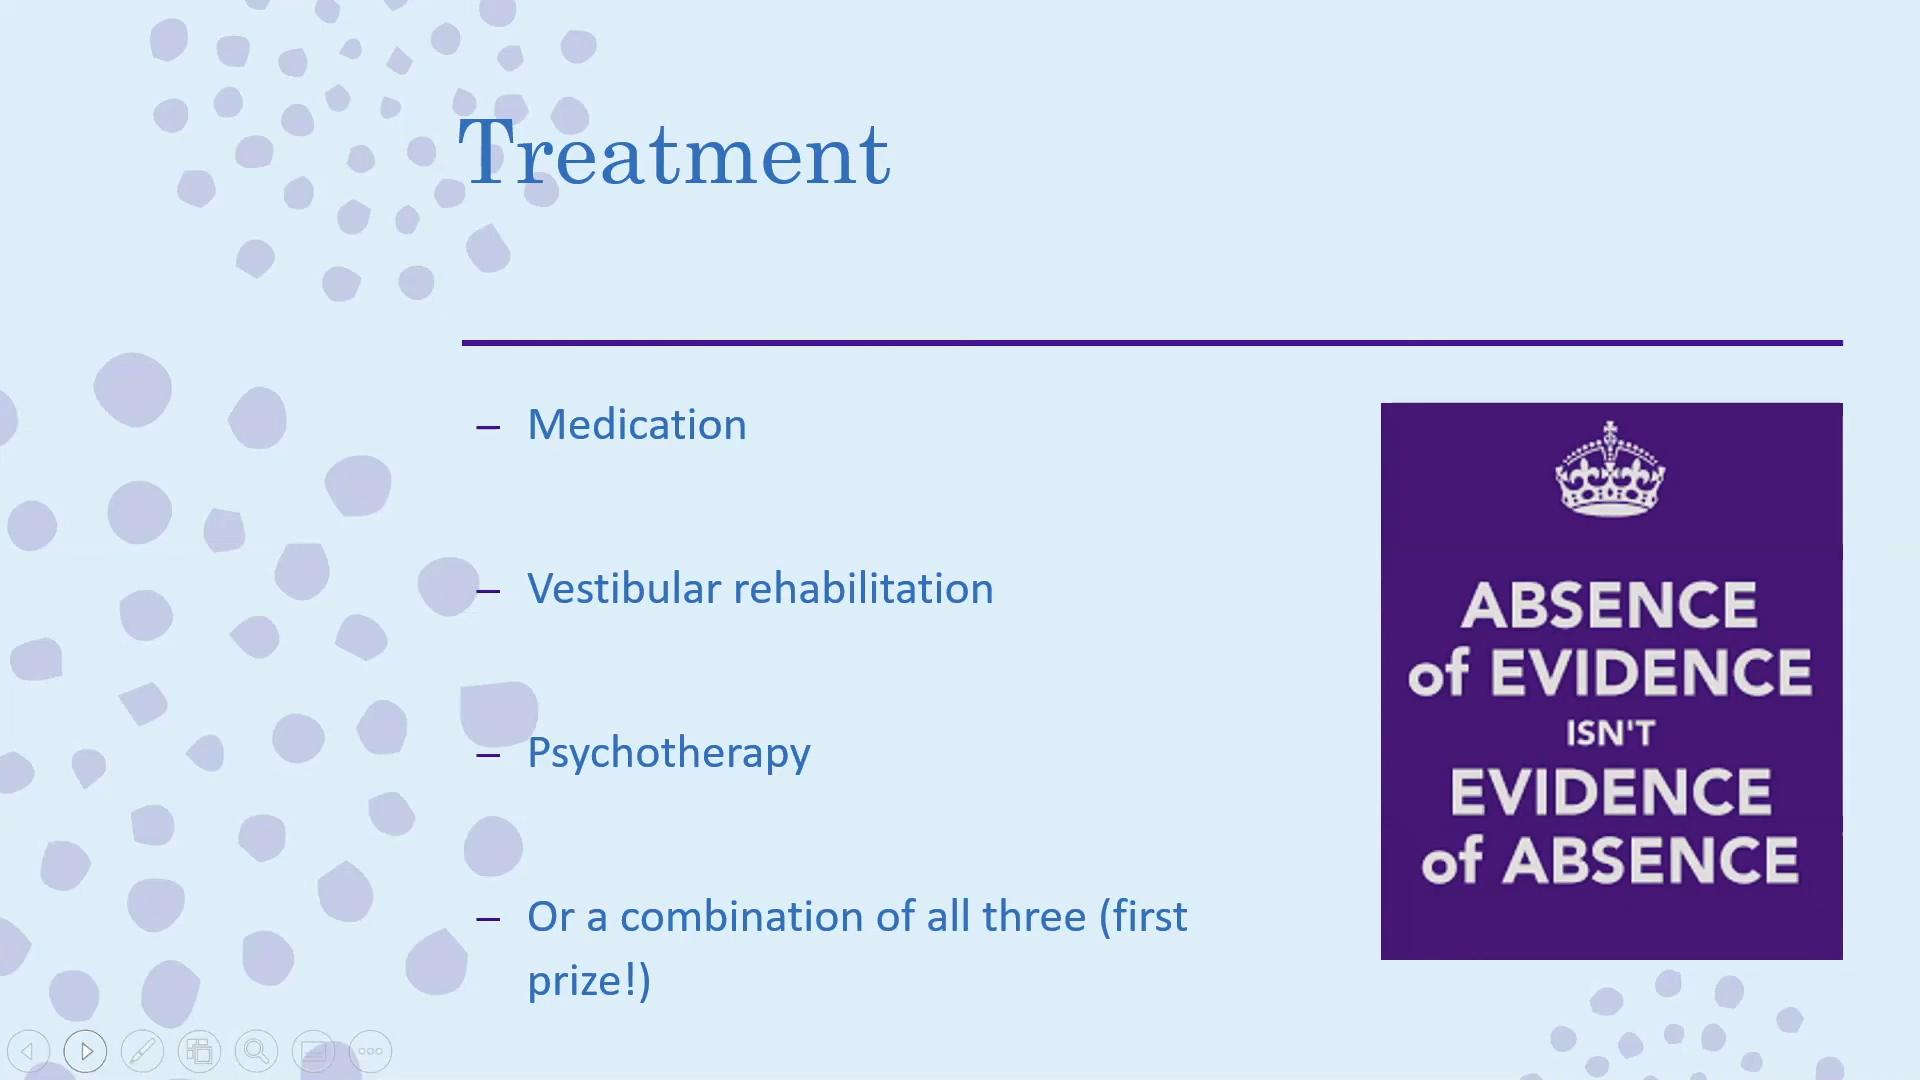 Treatment
– Medication
– Vestibular rehabilitation
– Psychotherapy
– Or a combination of all three (first
prize!)
ABSENCE
of EVIDENCE
ISN'T
EVIDENCE
of ABSENCE